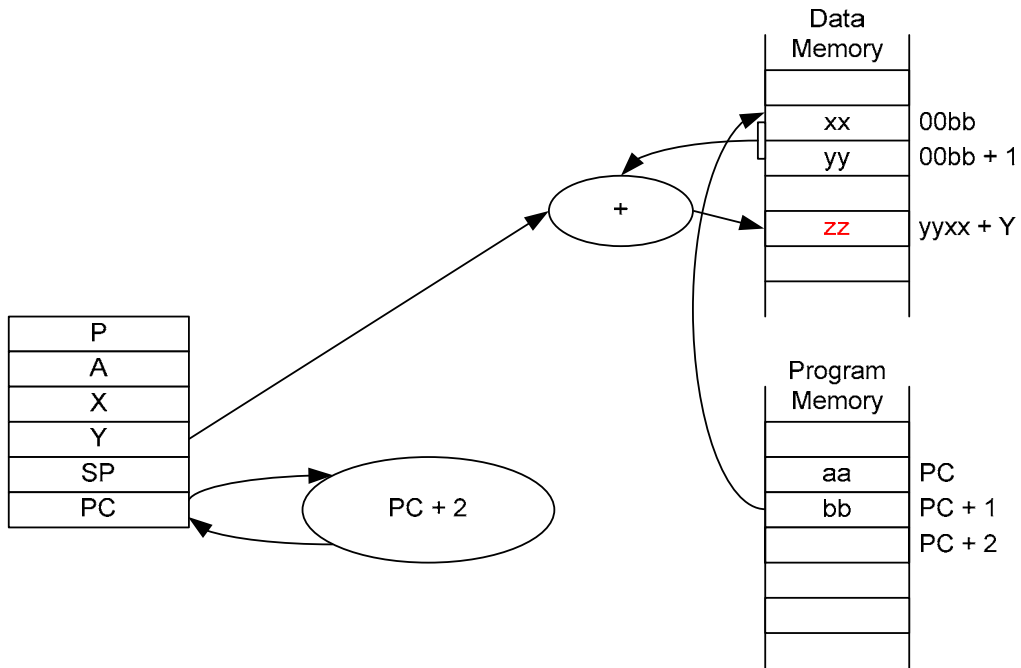 Data
Memory
xx 00bb
yy 00bb + 1
+
zz yyxx + Y
P
A
X
Y
SP
PC
PC + 2
Program
Memory
aa PC
bb PC + 1
PC + 2